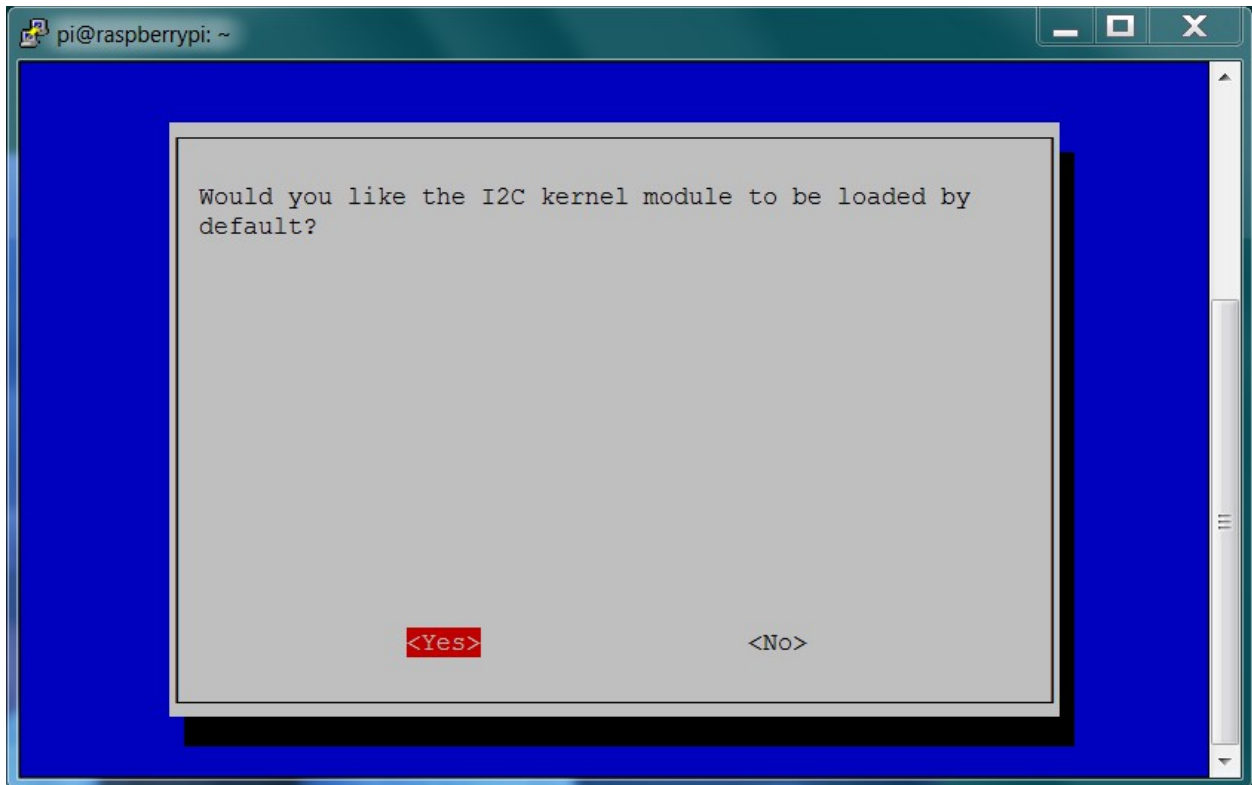 pi@raspberrypi: ~
Would you like the I2C kernel module to be loaded by
default?
<Yes> <No>